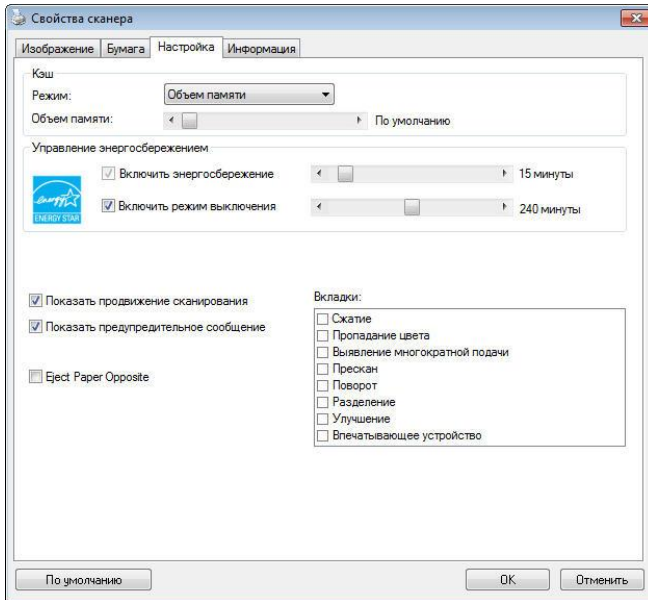 Свойства сканера
Изображение Бумага Настройка Информация
Кэш
Режим: Объем памяти
Объем памяти: По умолчанию
Управление энергосбережением
Включить энергосбережение 15 минуты
Включить режим выключения 240 минуты
energy
ENERGY STAR
Показать продвижение сканирования
Показать предупредительное сообщение
Eject Paper Opposite
Вкладки:
Сжатие
Пропадание цвета
Выявление многократной подачи
Прескан
Поворот
Разделение
Улучшение
Впечатывающее устройство
По умолчанию OK Отменить